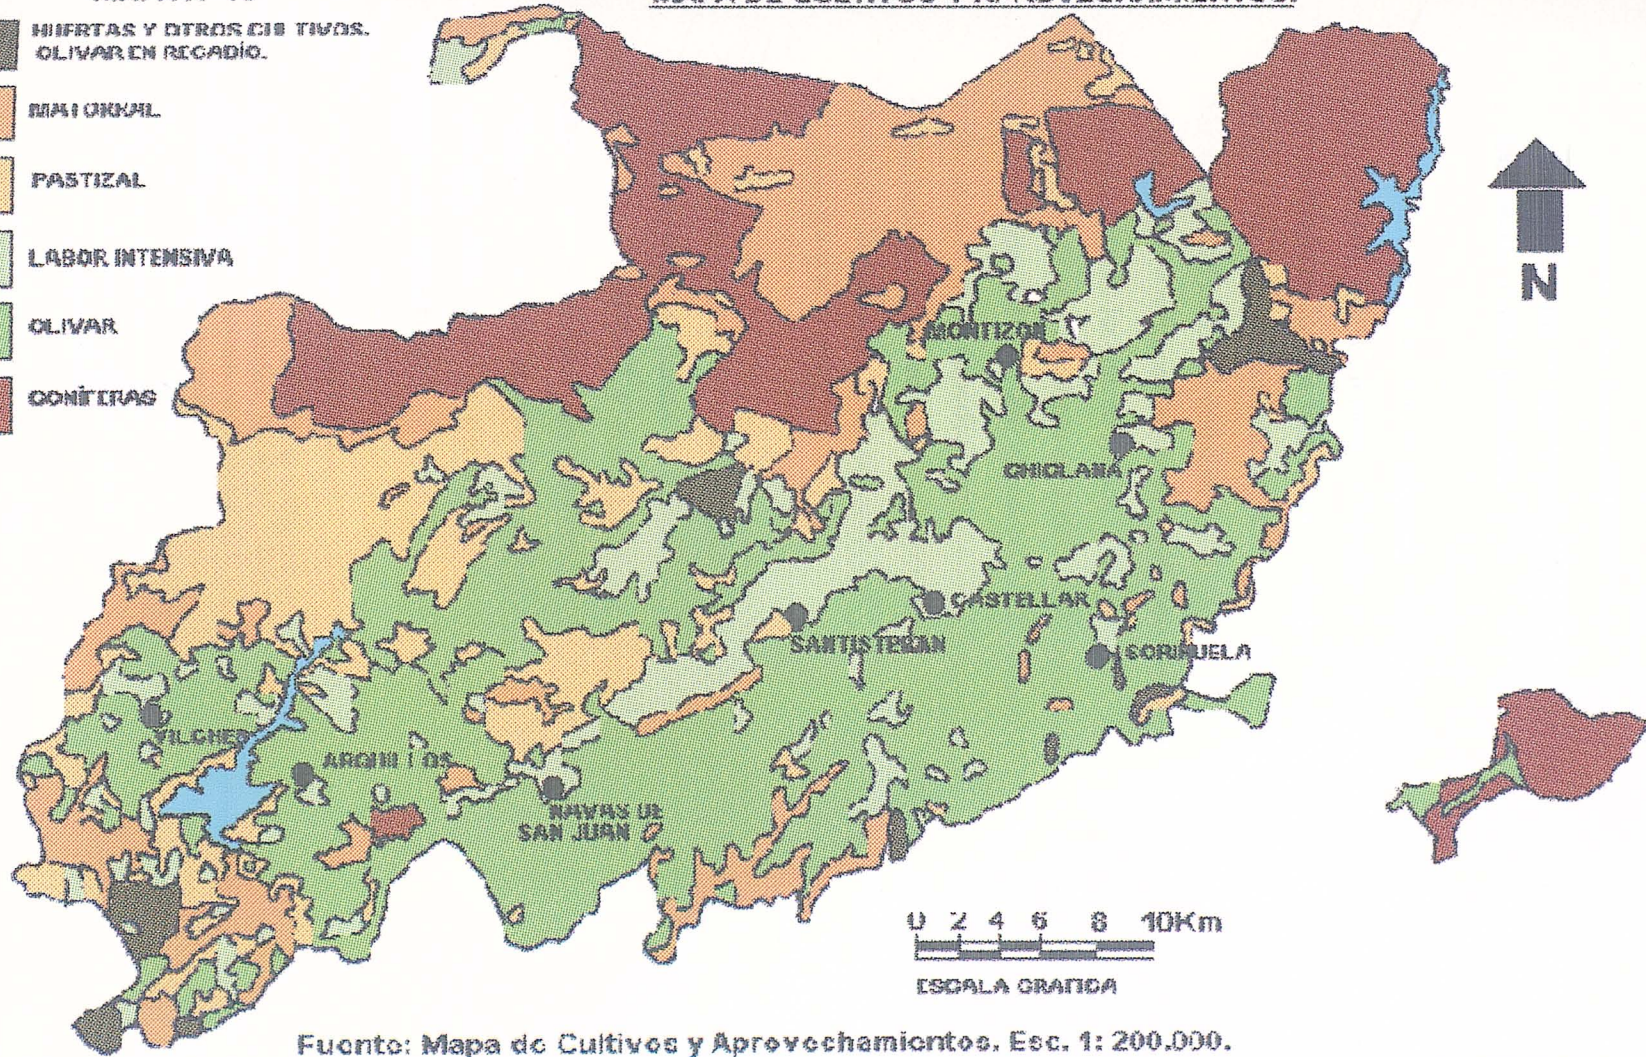 HUERTAS Y OTROS CULTIVOS.
OLIVAR EN REGADÍO.
MATORRAL
PASTIZAL
LABOR INTENSIVA
OLIVAR
CONÍFERAS
N
MONTIZON
CHICLANA
CASTELLAR
SANTISTEBAN
SORIHUELA
VILCHES
ARQUILLOS
NAVAS DE
SAN JUAN
0 2 4 6 8 10Km
ESCALA GRAFICA
Fuente: Mapa de Cultivos y Aprovechamientos. Esc. 1: 200.000.